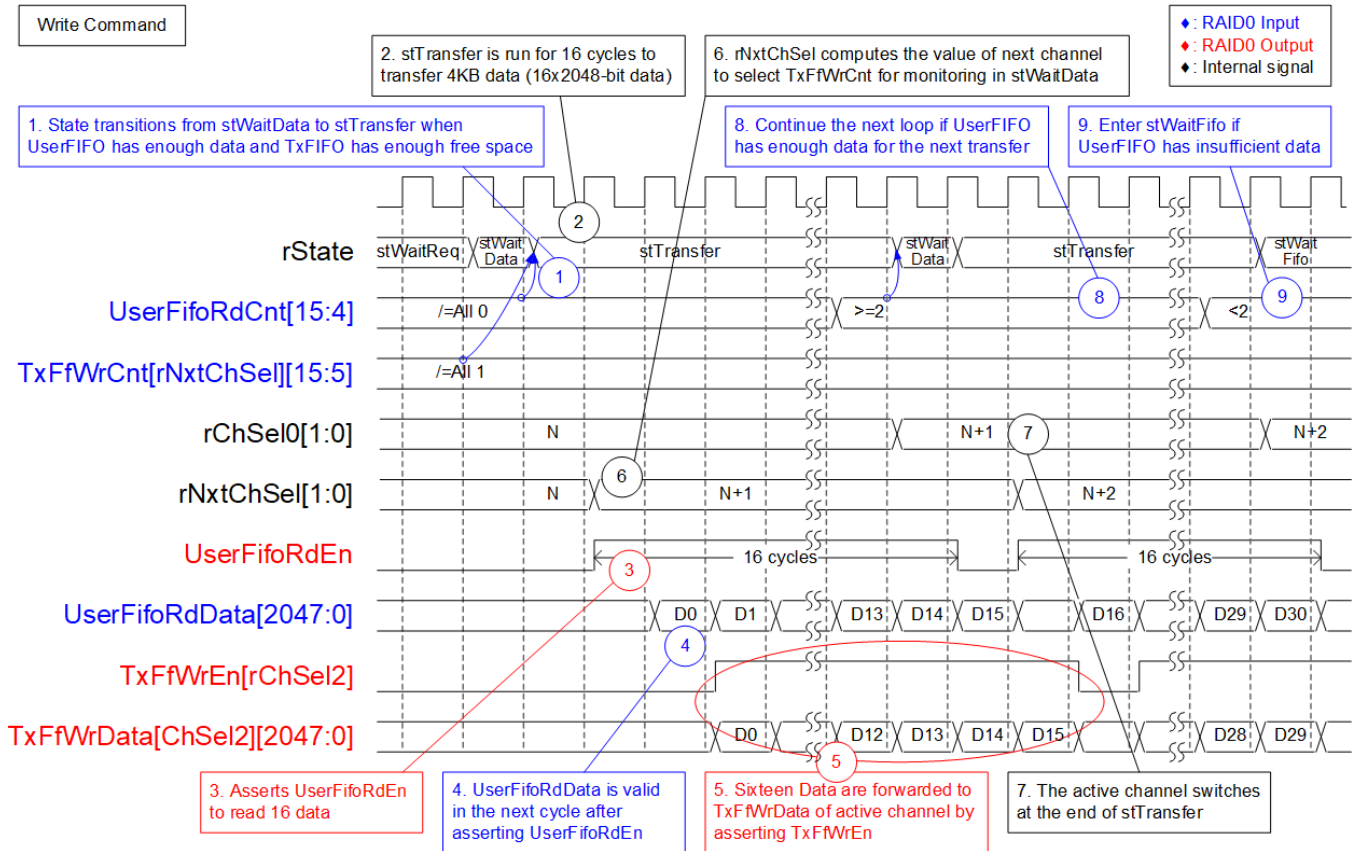 Write Command
♦: RAID0 Input
♦: RAID0 Output
♦: Internal signal
2. stTransfer is run for 16 cycles to
transfer 4KB data (16x2048-bit data)
6. rNxtChSel computes the value of next channel
to select TxFfWrCnt for monitoring in stWaitData
1. State transitions from stWaitData to stTransfer when
UserFIFO has enough data and TxFIFO has enough free space
8. Continue the next loop if UserFIFO
has enough data for the next transfer
9. Enter stWaitFifo if
UserFIFO has insufficient data
2
rState
stWaitReq
stWait
Data
stTransfer
stWait
Data
stTransfer
stWait
Fifo
1
8
9
UserFifoRdCnt[15:4]
/=All 0
>=2
<2
TxFfWrCnt[rNxtChSel][15:5]
/=All 1
rChSel0[1:0]
N
N+1
7
N+2
rNxtChSel[1:0]
N
6
N+1
N+2
UserFifoRdEn
3
16 cycles
16 cycles
UserFifoRdData[2047:0]
D0
D1
D13
D14
D15
D16
D29
D30
4
TxFfWrEn[rChSel2]
TxFfWrData[ChSel2][2047:0]
D0
D12
D13
D14
D15
D28
D29
5
3. Asserts UserFifoRdEn
to read 16 data
4. UserFifoRdData is valid
in the next cycle after
asserting UserFifoRdEn
5. Sixteen Data are forwarded to
TxFfWrData of active channel by
asserting TxFfWrEn
7. The active channel switches
at the end of stTransfer